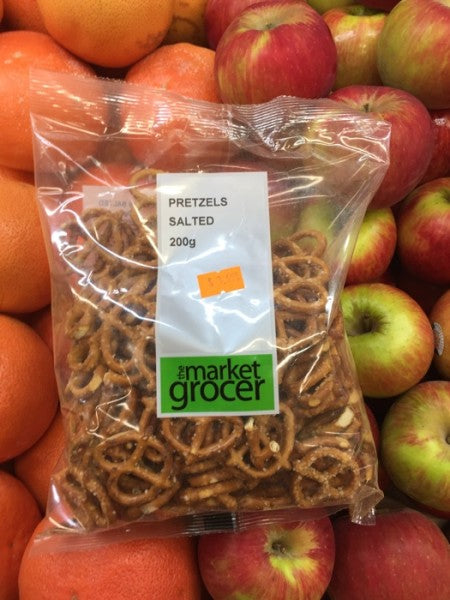 PRETZELS
SALTED
200g
the market
grocer